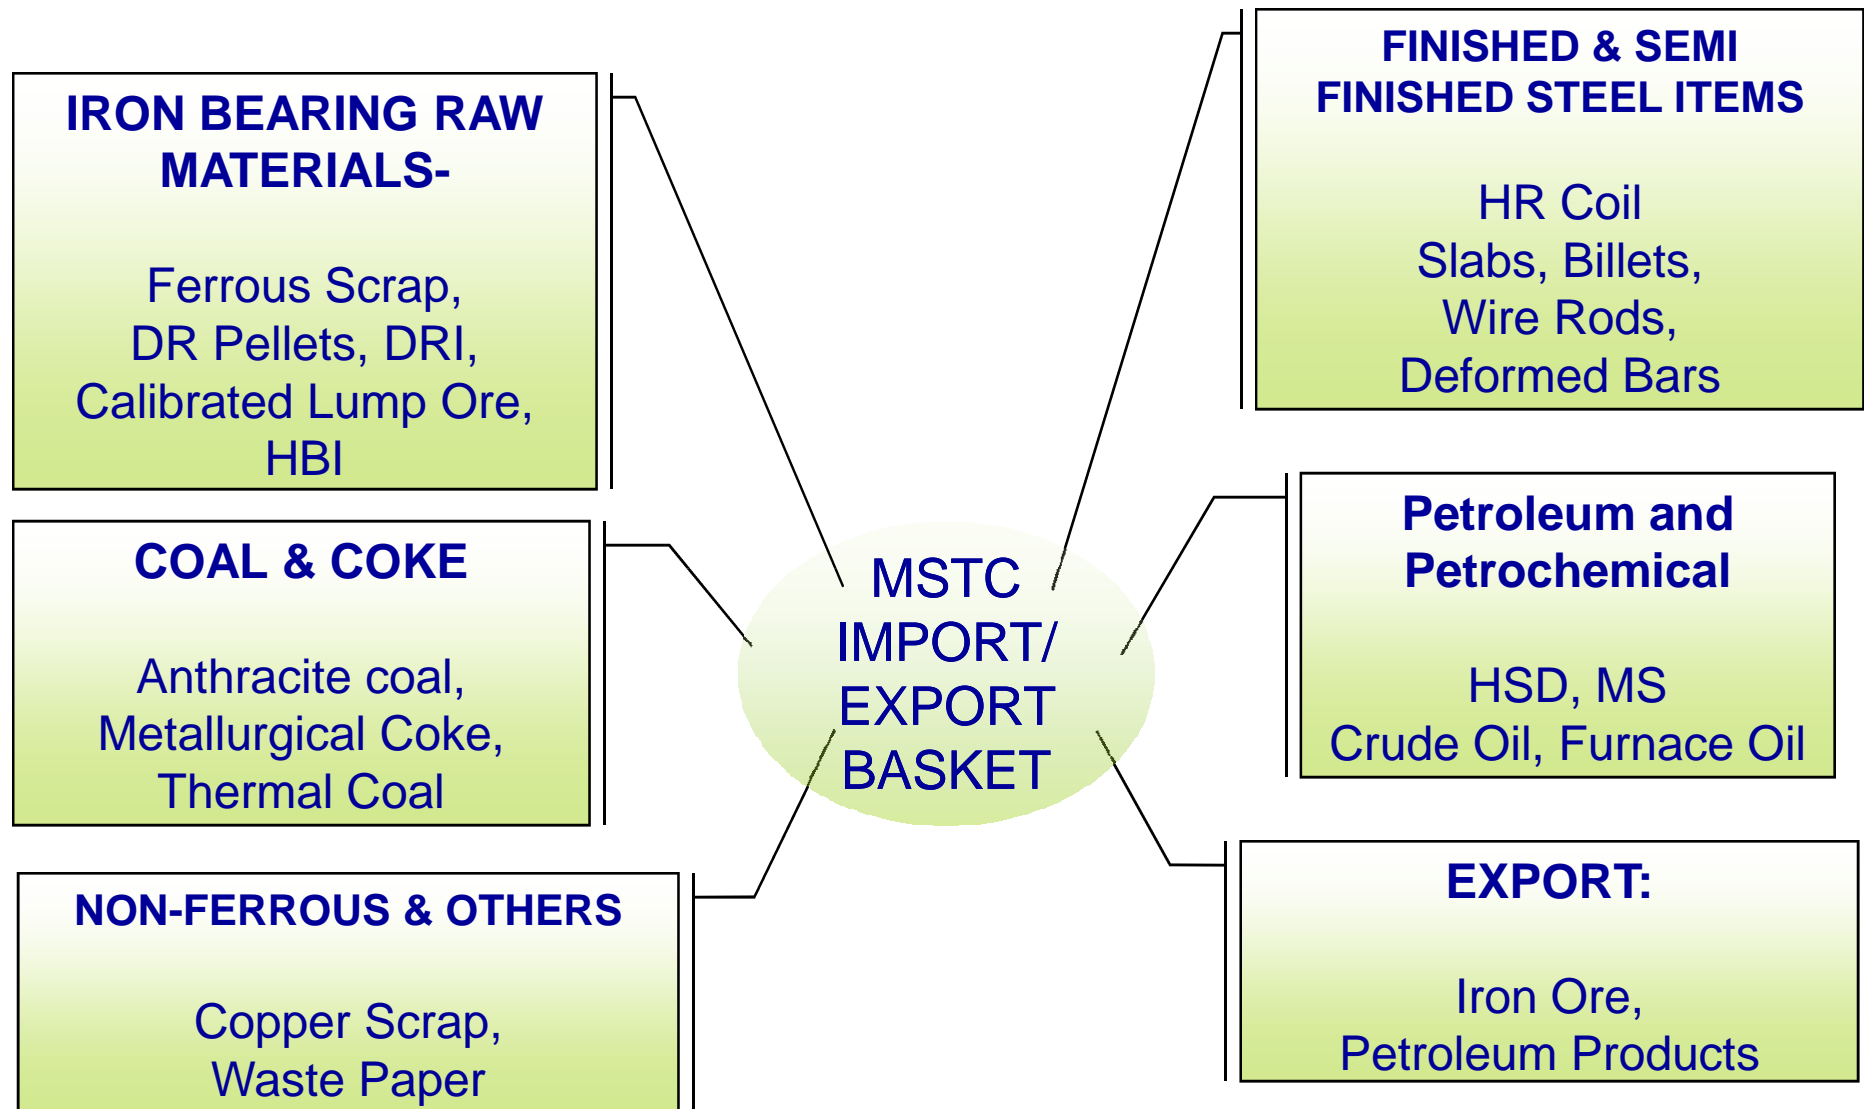 IRON BEARING RAW
MATERIALS-
Ferrous Scrap,
DR Pellets, DRI,
Calibrated Lump Ore,
HBI
COAL & COKE
Anthracite coal,
Metallurgical Coke,
Thermal Coal
NON-FERROUS & OTHERS
Copper Scrap,
Waste Paper
MSTC
IMPORT/
EXPORT
BASKET
FINISHED & SEMI
FINISHED STEEL ITEMS
HR Coil
Slabs, Billets,
Wire Rods,
Deformed Bars
Petroleum and
Petrochemical
HSD, MS
Crude Oil, Furnace Oil
EXPORT:
Iron Ore,
Petroleum Products